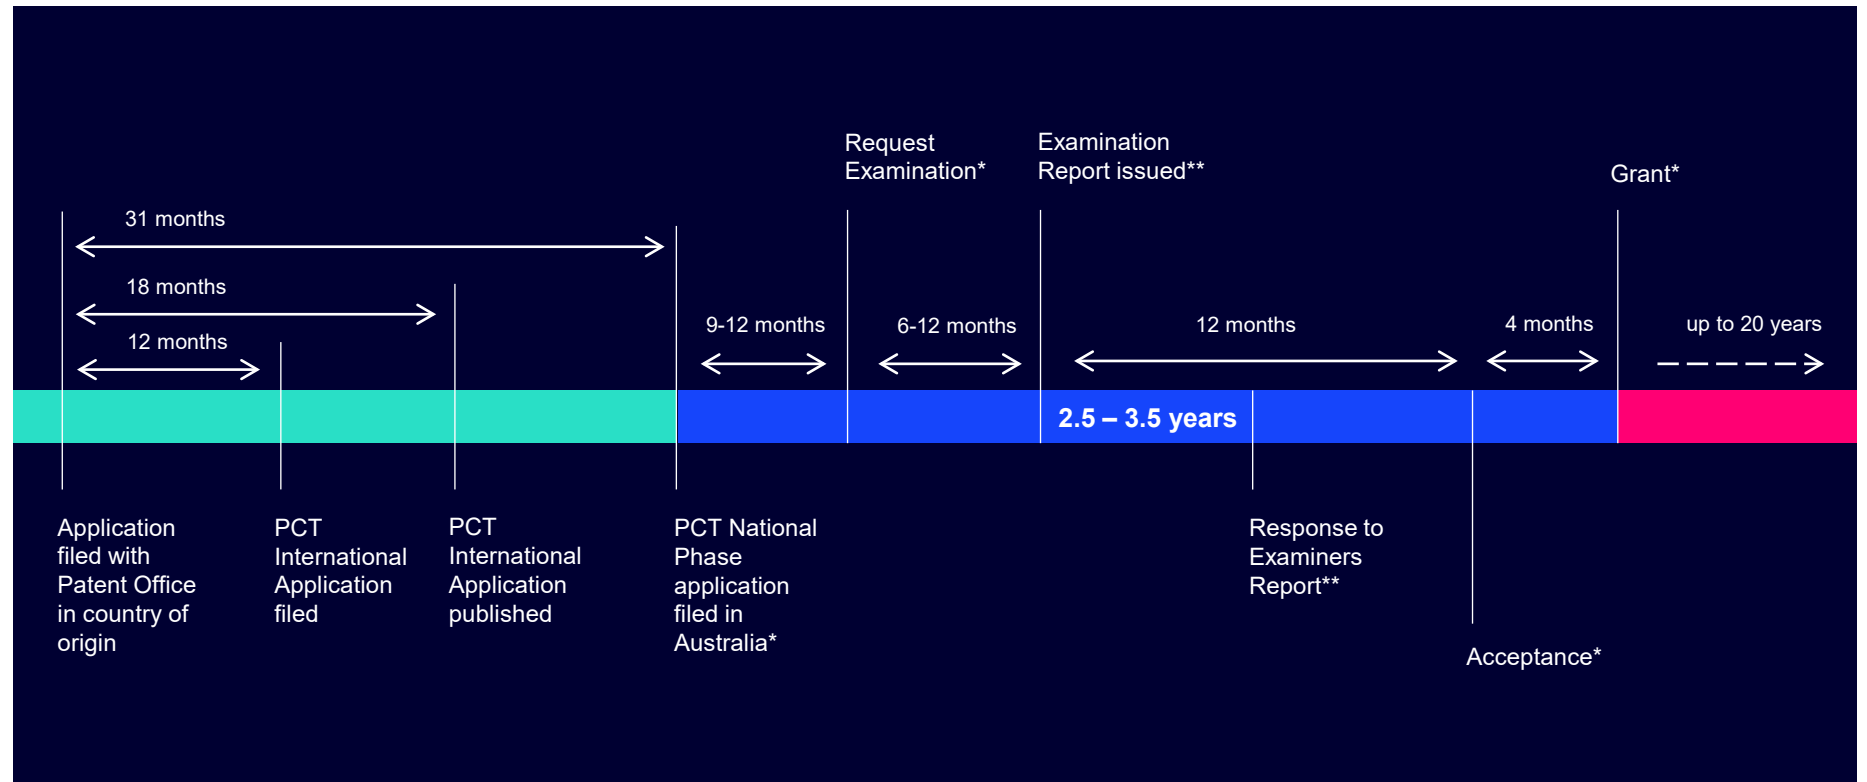 Request
Examination*
Examination
Report issued**
Grant*
31 months
18 months
12 months
9-12 months
6-12 months
12 months
4 months
up to 20 years
2.5 – 3.5 years
Application
filed with
Patent Office
in country of
origin
PCT
International
Application
filed
PCT
International
Application
published
PCT National
Phase
application
filed in
Australia*
Response to
Examiners
Report**
Acceptance*